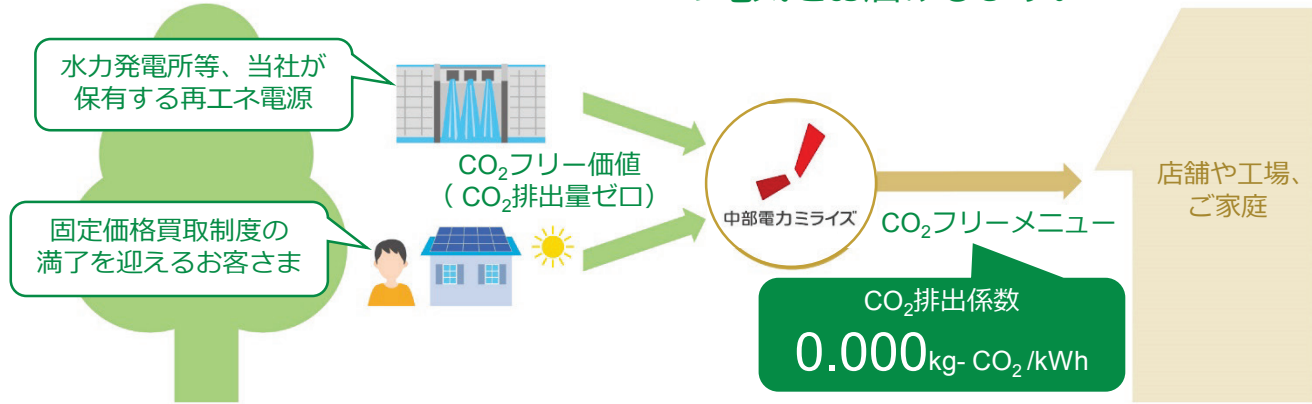 水力発電所等、当社が
保有する再エネ電源
CO₂フリー価値
（ CO₂排出量ゼロ）
固定価格買取制度の
満了を迎えるお客さま
中部電力ミライズ
CO₂フリーメニュー
CO₂排出係数
0.000kg- CO₂ /kWh
店舗や工場、
ご家庭